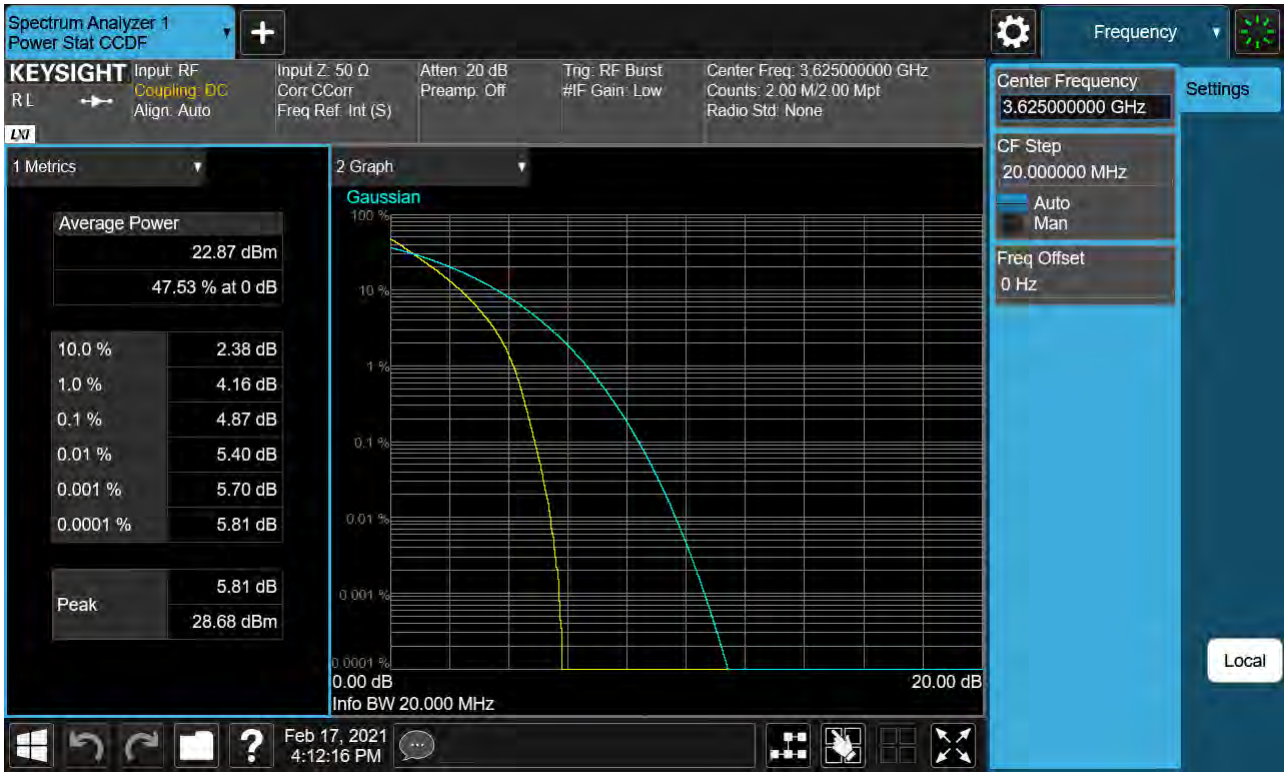 Spectrum Analyzer 1
Power Stat CCDF
+
Frequency
KEYSIGHT
R L
LXI
Input: RF
Coupling: DC
Align: Auto
Input Z: 50 Ω
Corr CCorr
Freq Ref: Int (S)
Atten: 20 dB
Preamp: Off
Trig: RF Burst
#IF Gain: Low
Center Freq: 3.625000000 GHz
Counts: 2.00 M/2.00 Mpt
Radio Std: None
Center Frequency
3.625000000 GHz
Settings
CF Step
20.000000 MHz
Auto
Man
Freq Offset
0 Hz
1 Metrics
Average Power
22.87 dBm
47.53 % at 0 dB
10.0 % 2.38 dB
1.0 % 4.16 dB
0.1 % 4.87 dB
0.01 % 5.40 dB
0.001 % 5.70 dB
0.0001 % 5.81 dB
Peak
5.81 dB
28.68 dBm
2 Graph
Gaussian
100 %
10 %
1 %
0.1 %
0.01 %
0.001 %
0.0001 %
0.00 dB 20.00 dB
Info BW 20.000 MHz
Local
?
Feb 17, 2021
4:12:16 PM